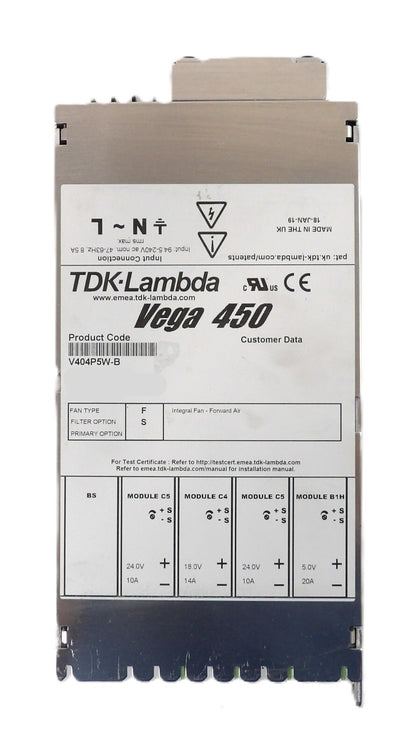 MADE IN THE UK
18-JAN-19
pat: uk.tdk-lambda.com/patents
L ~ N
Input Connection
Input: 94.5-240V ac nom. 47-63Hz, 8.5A
rms max.
TDK·Lambda
www.emea.tdk-lambda.com
c UR us CE
Vega 450
Product Code
Customer Data
V404P5W-B
FAN TYPE F Integral Fan - Forward Air
FILTER OPTION S
PRIMARY OPTION
For Test Certificate : Refer to http://testcert.emea.tdk-lambda.com
Refer to emea.tdk-lambda.com/manual for installation manual.
BS MODULE C5 MODULE C4 MODULE C5 MODULE B1H
+ S + S + S + S
- S - S - S - S
24.0V + 18.0V + 24.0V + 5.0V +
10A − 14A − 10A − 20A −